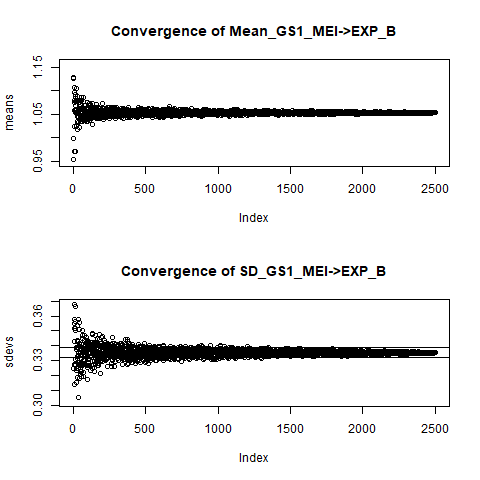 Convergence of Mean_GS1_MEI->EXP_B
means
1.15
1.05
0.95
0 500 1000 1500 2000 2500
Index
Convergence of SD_GS1_MEI->EXP_B
sdevs
0.36
0.33
0.30
0 500 1000 1500 2000 2500
Index